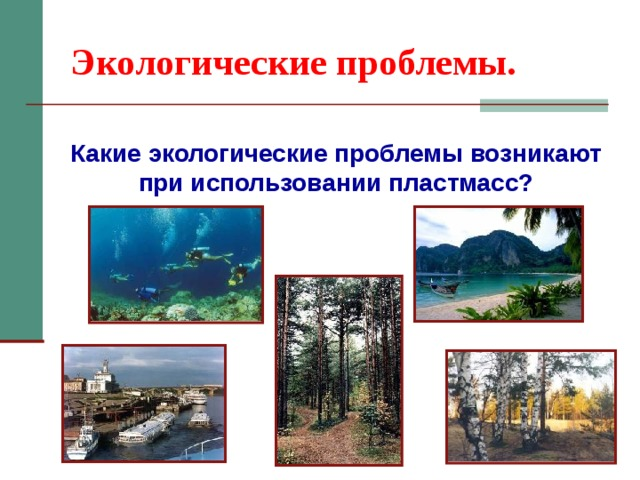 Экологические проблемы.
Какие экологические проблемы возникают
при использовании пластмасс?